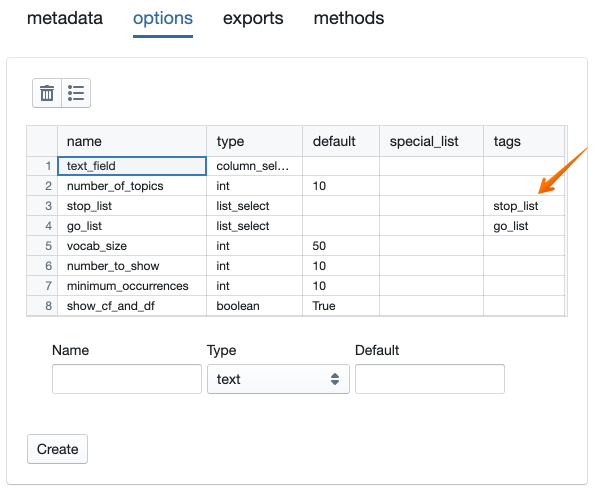 metadata options exports methods
name type default special_list tags
1 text_field column_sel...
2 number_of_topics int 10
3 stop_list list_select stop_list
4 go_list list_select go_list
5 vocab_size int 50
6 number_to_show int 10
7 minimum_occurrences int 10
8 show_cf_and_df boolean True
Name Type Default
text
Create